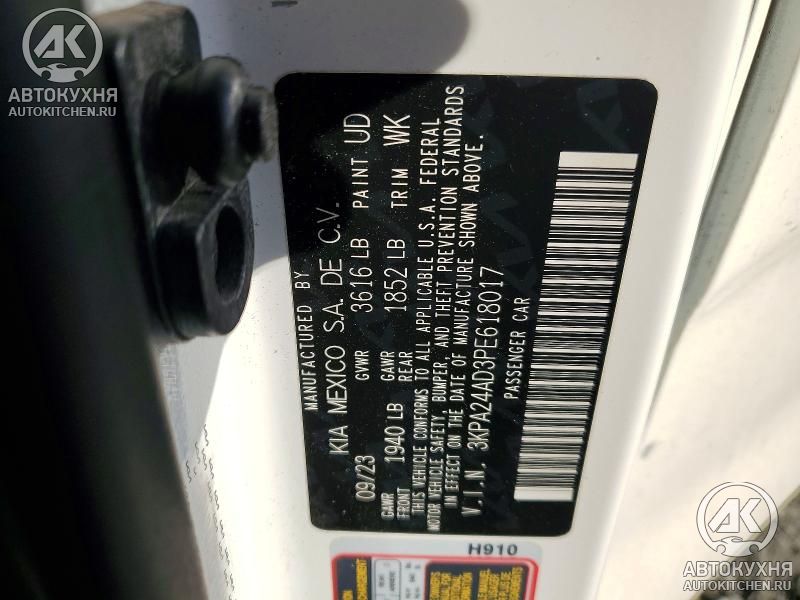 AK
АВТОКУХНЯ
AUTOKITCHEN.RU
MANUFACTURED BY
KIA MEXICO S.A. DE C.V.
09/23 GVWR 3616 LB PAINT UD
GAWR FRONT 1940 LB GAWR REAR 1852 LB TRIM WK
THIS VEHICLE CONFORMS TO ALL APPLICABLE U.S.A. FEDERAL
MOTOR VEHICLE SAFETY, BUMPER, AND THEFT PREVENTION STANDARDS
IN EFFECT ON THE DATE OF MANUFACTURE SHOWN ABOVE.
V.I.N. 3KPA24AD3PE618017
PASSENGER CAR
H910
AK
АВТОКУХНЯ
AUTOKITCHEN.RU